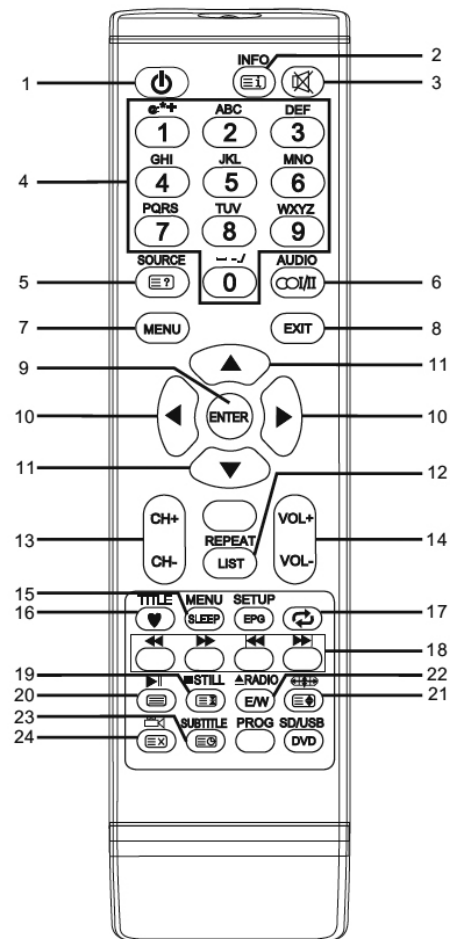 INFO
1 2 3
ABC DEF
1 2 3
GHI JKL MNO
4 4 5 6
PQRS TUV WXYZ
7 8 9
SOURCE - -./ AUDIO
5 ? 0 I/II 6
7 MENU EXIT 8
9 11
10 ENTER 10
11 12
CH+ VOL+
13 REPEAT 14
CH- LIST VOL-
15 TITLE MENU SETUP
16 SLEEP EPG 17
18
19 STILL RADIO 22
20 E/W 21
23 SUBTITLE PROG SD/USB
24 DVD